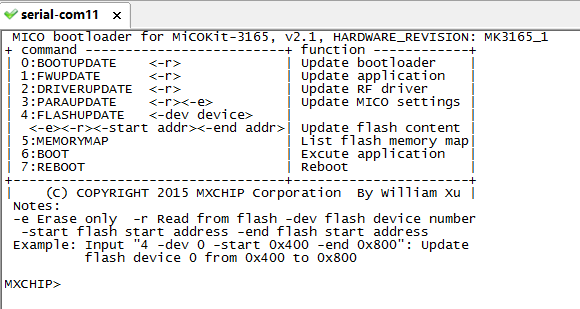 serial-com11 ×
MICO bootloader for MiCOKit-3165, v2.1, HARDWARE_REVISION: MK3165_1
+ command -------------------------+ function ------------+
| 0:BOOTUPDATE    <-r>             | Update bootloader    |
| 1:FWUPDATE      <-r>             | Update application   |
| 2:DRIVERUPDATE  <-r>             | Update RF driver     |
| 3:PARAUPDATE    <-r><-e>         | Update MICO settings |
| 4:FLASHUPDATE   <-dev device>
|  <-e><-r><-start addr><-end addr>| Update flash content |
| 5:MEMORYMAP                      | List flash memory map|
| 6:BOOT                           | Excute application   |
| 7:REBOOT                         | Reboot               |
+----------------------------------+----------------------+
|    (C) COPYRIGHT 2015 MXCHIP Corporation  By William Xu |
Notes:
-e Erase only  -r Read from flash -dev flash device number
-start flash start address -end flash start address
Example: Input "4 -dev 0 -start 0x400 -end 0x800": Update
flash device 0 from 0x400 to 0x800
MXCHIP>